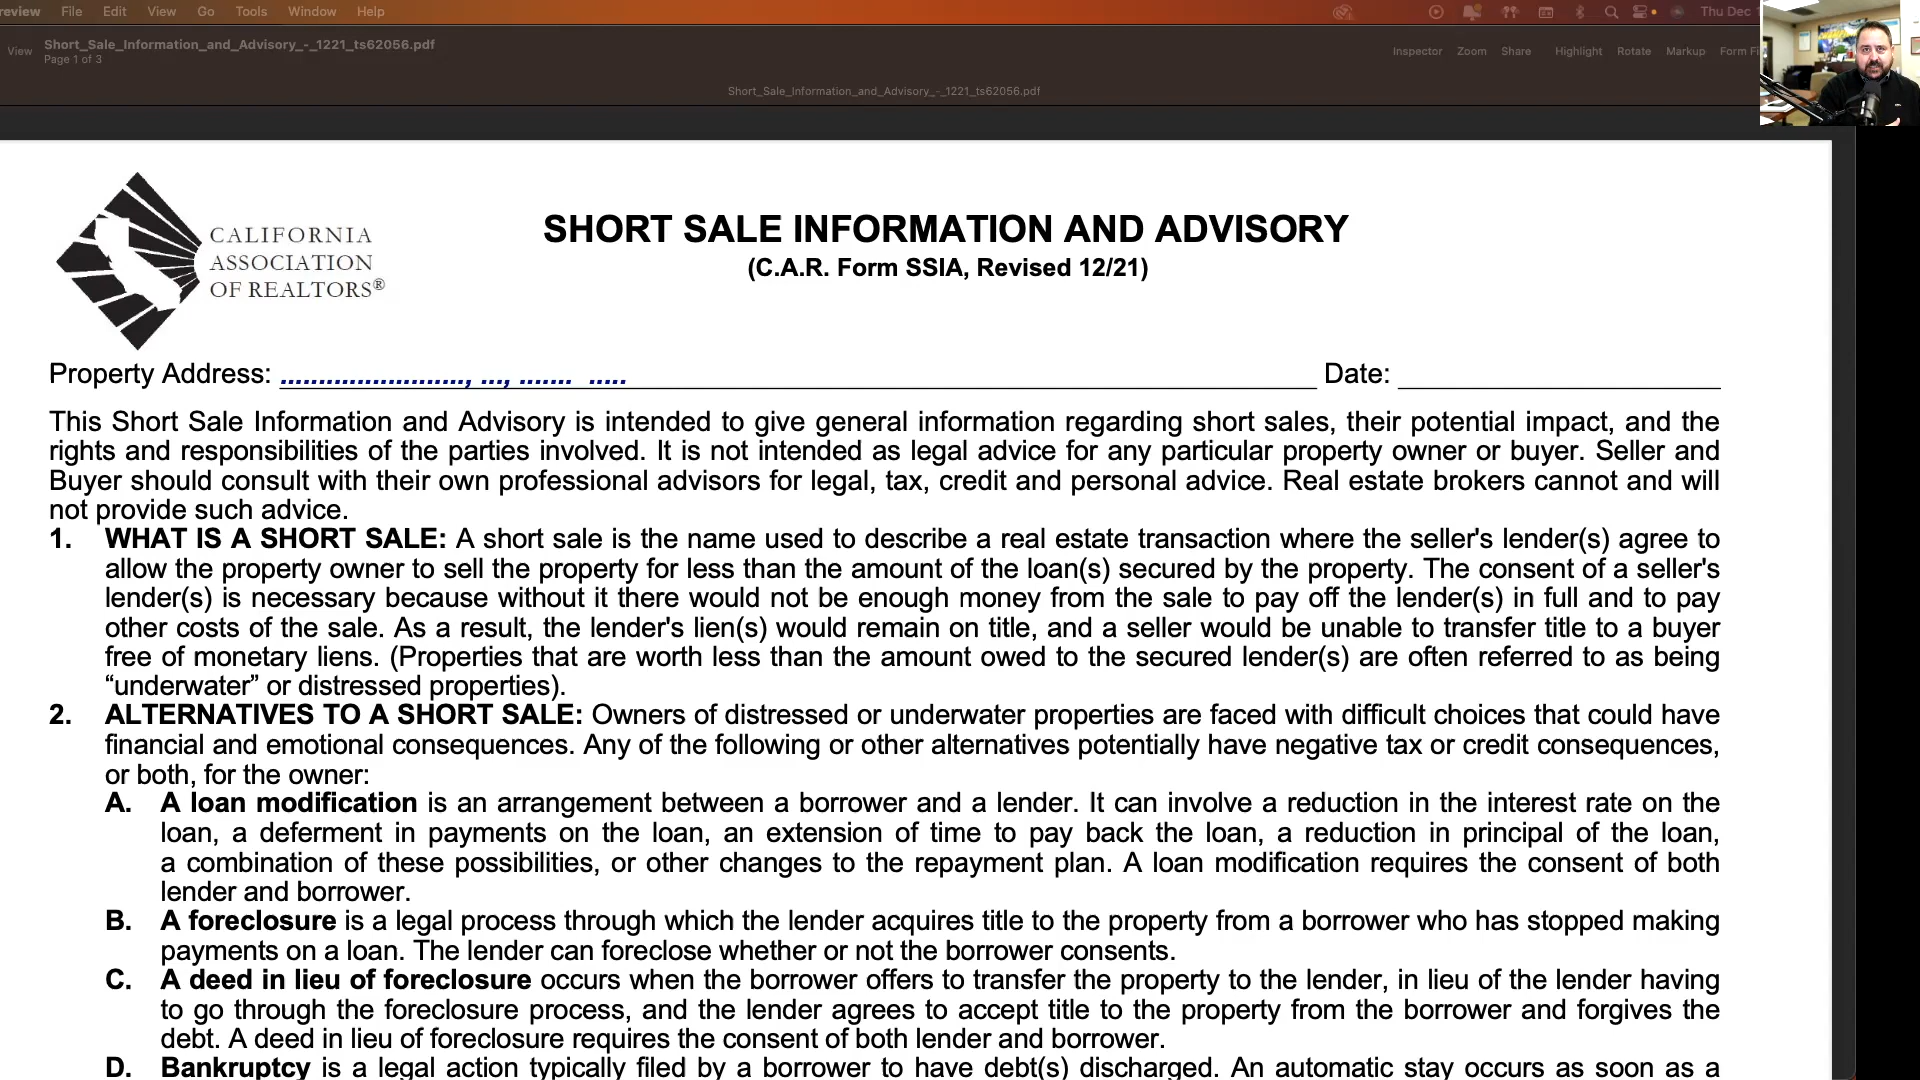 review File Edit View Go Tools Window Help
Thu Dec
View Short_Sale_Information_and_Advisory_-_1221_ts62056.pdf
Page 1 of 3
Inspector Zoom Share Highlight Rotate Markup Form Fi
Short_Sale_Information_and_Advisory_-_1221_ts62056.pdf
CALIFORNIA
ASSOCIATION
OF REALTORS®
SHORT SALE INFORMATION AND ADVISORY
(C.A.R. Form SSIA, Revised 12/21)
Property Address: ........................, ..., ....... ..... Date:
This Short Sale Information and Advisory is intended to give general information regarding short sales, their potential impact, and the
rights and responsibilities of the parties involved. It is not intended as legal advice for any particular property owner or buyer. Seller and
Buyer should consult with their own professional advisors for legal, tax, credit and personal advice. Real estate brokers cannot and will
not provide such advice.
1. WHAT IS A SHORT SALE: A short sale is the name used to describe a real estate transaction where the seller's lender(s) agree to
allow the property owner to sell the property for less than the amount of the loan(s) secured by the property. The consent of a seller's
lender(s) is necessary because without it there would not be enough money from the sale to pay off the lender(s) in full and to pay
other costs of the sale. As a result, the lender's lien(s) would remain on title, and a seller would be unable to transfer title to a buyer
free of monetary liens. (Properties that are worth less than the amount owed to the secured lender(s) are often referred to as being
“underwater” or distressed properties).
2. ALTERNATIVES TO A SHORT SALE: Owners of distressed or underwater properties are faced with difficult choices that could have
financial and emotional consequences. Any of the following or other alternatives potentially have negative tax or credit consequences,
or both, for the owner:
A. A loan modification is an arrangement between a borrower and a lender. It can involve a reduction in the interest rate on the
loan, a deferment in payments on the loan, an extension of time to pay back the loan, a reduction in principal of the loan,
a combination of these possibilities, or other changes to the repayment plan. A loan modification requires the consent of both
lender and borrower.
B. A foreclosure is a legal process through which the lender acquires title to the property from a borrower who has stopped making
payments on a loan. The lender can foreclose whether or not the borrower consents.
C. A deed in lieu of foreclosure occurs when the borrower offers to transfer the property to the lender, in lieu of the lender having
to go through the foreclosure process, and the lender agrees to accept title to the property from the borrower and forgives the
debt. A deed in lieu of foreclosure requires the consent of both lender and borrower.
D. Bankruptcy is a legal action typically filed by a borrower to have debt(s) discharged. An automatic stay occurs as soon as a